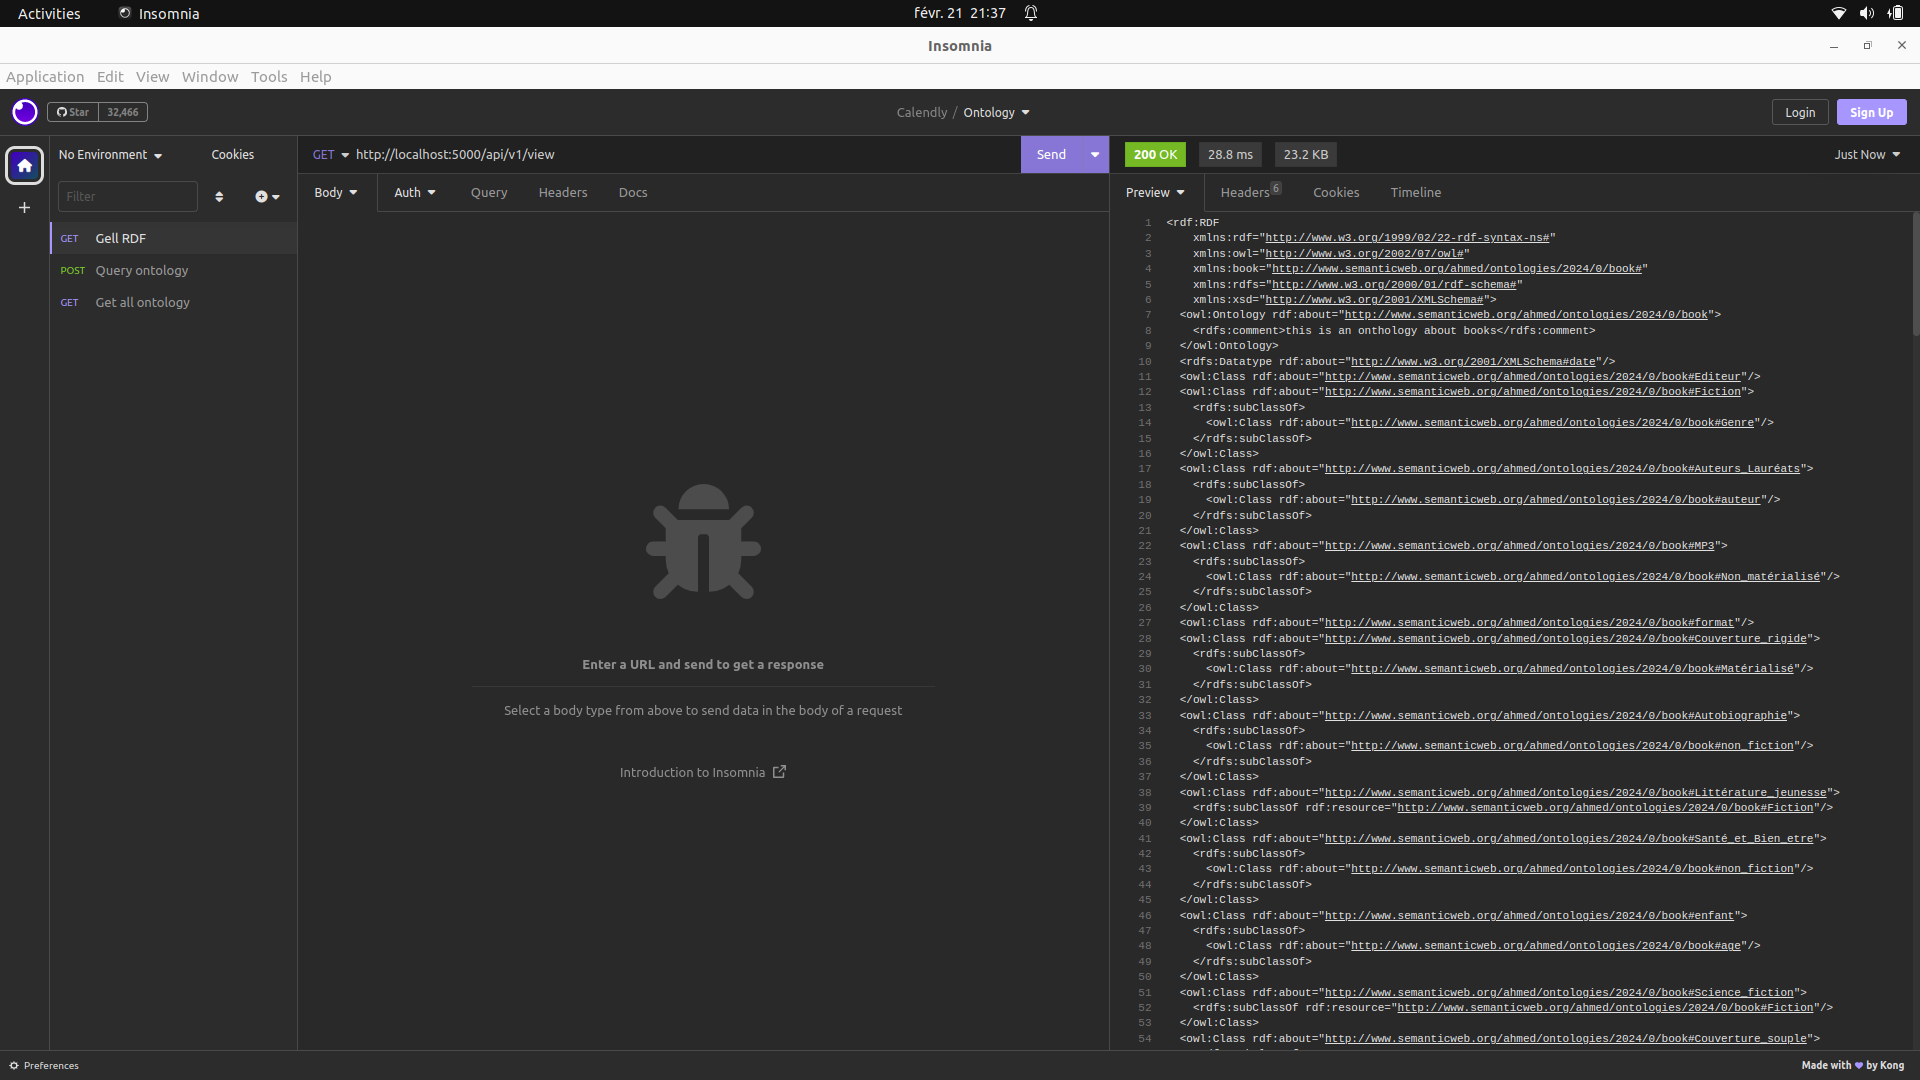 Activities
Insomnia
févr. 21 21:37
Insomnia
Application Edit View Window Tools Help
Star 32,466
Calendly / Ontology
Login
Sign Up
No Environment
Cookies
Filter
GET Gell RDF
POST Query ontology
GET Get all ontology
GET http://localhost:5000/api/v1/view
Send
Body
Auth
Query
Headers
Docs
Enter a URL and send to get a response
Select a body type from above to send data in the body of a request
Introduction to Insomnia
200 OK
28.8 ms
23.2 KB
Just Now
Preview
Headers 6
Cookies
Timeline
1 <rdf:RDF
2 xmlns:rdf="http://www.w3.org/1999/02/22-rdf-syntax-ns#"
3 xmlns:owl="http://www.w3.org/2002/07/owl#"
4 xmlns:book="http://www.semanticweb.org/ahmed/ontologies/2024/0/book#"
5 xmlns:rdfs="http://www.w3.org/2000/01/rdf-schema#"
6 xmlns:xsd="http://www.w3.org/2001/XMLSchema#">
7 <owl:Ontology rdf:about="http://www.semanticweb.org/ahmed/ontologies/2024/0/book">
8 <rdfs:comment>this is an onthology about books</rdfs:comment>
9 </owl:Ontology>
10 <rdfs:Datatype rdf:about="http://www.w3.org/2001/XMLSchema#date"/>
11 <owl:Class rdf:about="http://www.semanticweb.org/ahmed/ontologies/2024/0/book#Editeur"/>
12 <owl:Class rdf:about="http://www.semanticweb.org/ahmed/ontologies/2024/0/book#Fiction">
13 <rdfs:subClassOf>
14 <owl:Class rdf:about="http://www.semanticweb.org/ahmed/ontologies/2024/0/book#Genre"/>
15 </rdfs:subClassOf>
16 </owl:Class>
17 <owl:Class rdf:about="http://www.semanticweb.org/ahmed/ontologies/2024/0/book#Auteurs_Lauréats">
18 <rdfs:subClassOf>
19 <owl:Class rdf:about="http://www.semanticweb.org/ahmed/ontologies/2024/0/book#auteur"/>
20 </rdfs:subClassOf>
21 </owl:Class>
22 <owl:Class rdf:about="http://www.semanticweb.org/ahmed/ontologies/2024/0/book#MP3">
23 <rdfs:subClassOf>
24 <owl:Class rdf:about="http://www.semanticweb.org/ahmed/ontologies/2024/0/book#Non_matérialisé"/>
25 </rdfs:subClassOf>
26 </owl:Class>
27 <owl:Class rdf:about="http://www.semanticweb.org/ahmed/ontologies/2024/0/book#format"/>
28 <owl:Class rdf:about="http://www.semanticweb.org/ahmed/ontologies/2024/0/book#Couverture_rigide">
29 <rdfs:subClassOf>
30 <owl:Class rdf:about="http://www.semanticweb.org/ahmed/ontologies/2024/0/book#Matérialisé"/>
31 </rdfs:subClassOf>
32 </owl:Class>
33 <owl:Class rdf:about="http://www.semanticweb.org/ahmed/ontologies/2024/0/book#Autobiographie">
34 <rdfs:subClassOf>
35 <owl:Class rdf:about="http://www.semanticweb.org/ahmed/ontologies/2024/0/book#non_fiction"/>
36 </rdfs:subClassOf>
37 </owl:Class>
38 <owl:Class rdf:about="http://www.semanticweb.org/ahmed/ontologies/2024/0/book#Littérature_jeunesse">
39 <rdfs:subClassOf rdf:resource="http://www.semanticweb.org/ahmed/ontologies/2024/0/book#Fiction"/>
40 </owl:Class>
41 <owl:Class rdf:about="http://www.semanticweb.org/ahmed/ontologies/2024/0/book#Santé_et_Bien_etre">
42 <rdfs:subClassOf>
43 <owl:Class rdf:about="http://www.semanticweb.org/ahmed/ontologies/2024/0/book#non_fiction"/>
44 </rdfs:subClassOf>
45 </owl:Class>
46 <owl:Class rdf:about="http://www.semanticweb.org/ahmed/ontologies/2024/0/book#enfant">
47 <rdfs:subClassOf>
48 <owl:Class rdf:about="http://www.semanticweb.org/ahmed/ontologies/2024/0/book#age"/>
49 </rdfs:subClassOf>
50 </owl:Class>
51 <owl:Class rdf:about="http://www.semanticweb.org/ahmed/ontologies/2024/0/book#Science_fiction">
52 <rdfs:subClassOf rdf:resource="http://www.semanticweb.org/ahmed/ontologies/2024/0/book#Fiction"/>
53 </owl:Class>
54 <owl:Class rdf:about="http://www.semanticweb.org/ahmed/ontologies/2024/0/book#Couverture_souple">
Preferences
Made with by Kong